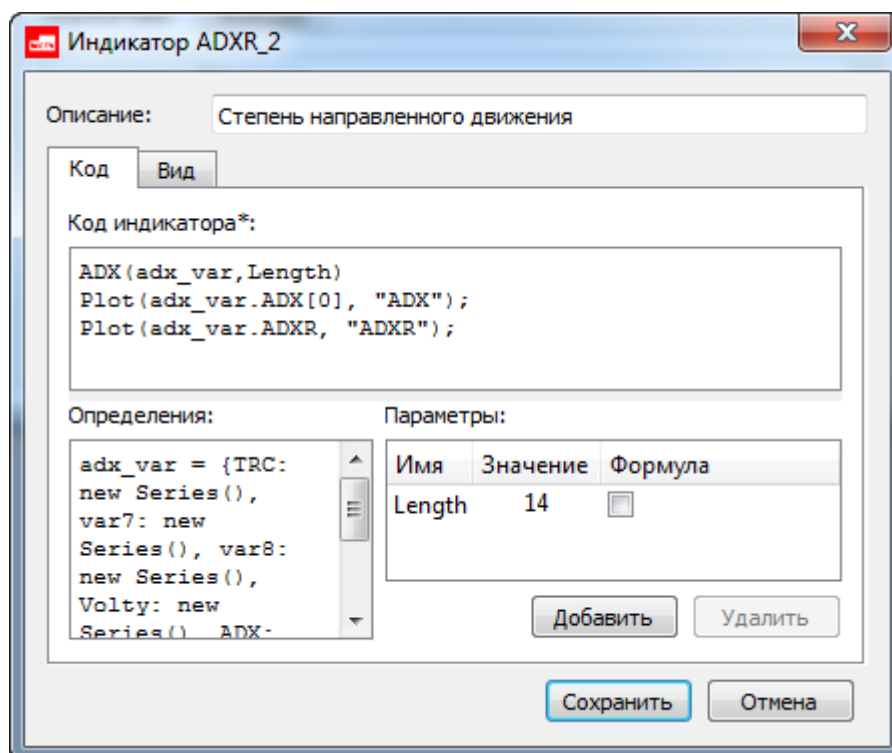 Индикатор ADXR_2
Описание: Степень направленного движения
Код Вид
Код индикатора*:
ADX(adx_var,Length)
Plot(adx_var.ADX[0], "ADX");
Plot(adx_var.ADXR, "ADXR");
Определения:
adx_var = {TRC:
new Series(),
var7: new
Series(), var8:
new Series(),
Volty: new
Series(), ADX:
Параметры:
Имя Значение Формула
Length 14
Добавить Удалить
Сохранить Отмена